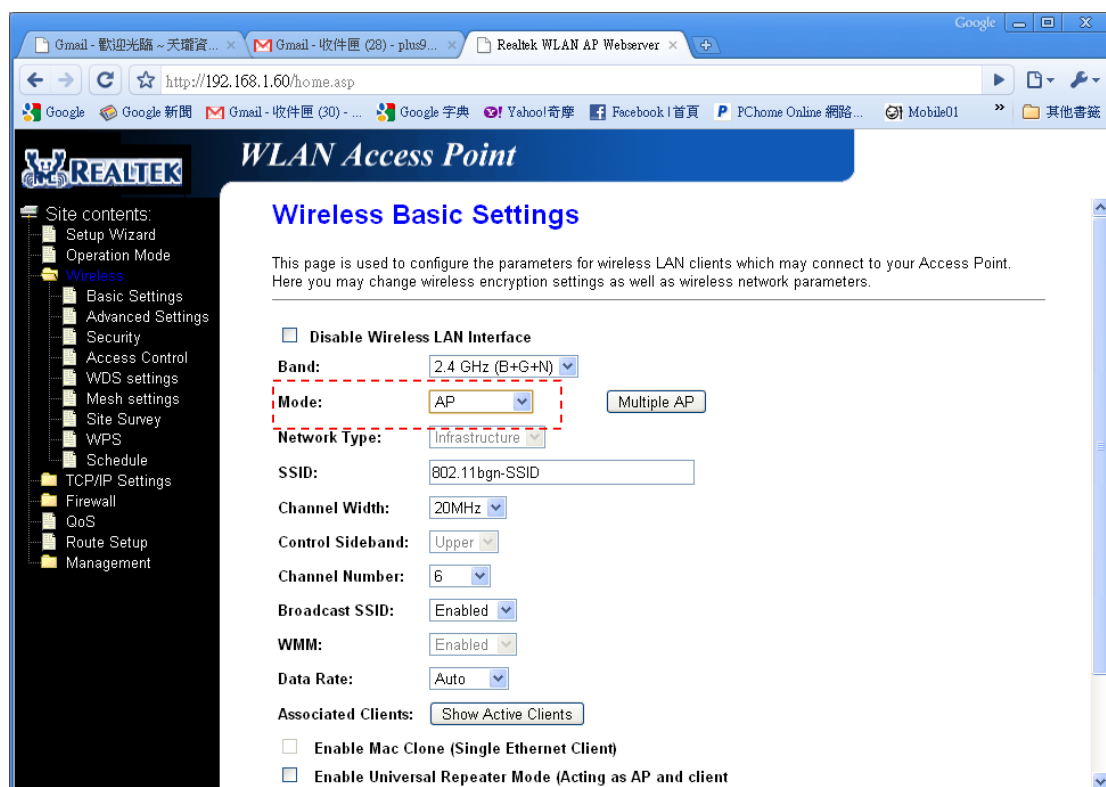 Google
Gmail - 歡迎光臨 ~ 天瓏資... Gmail - 收件匣 (28) - plus9... Realtek WLAN AP Webserver
http://192.168.1.60/home.asp
Google Google 新聞 Gmail - 收件匣 (30) - ... Google 字典 Yahoo!奇摩 Facebook | 首頁 PChome Online 網路... Mobile01 » 其他書籤
REALTEK
WLAN Access Point
Site contents:
Setup Wizard
Operation Mode
Wireless
Basic Settings
Advanced Settings
Security
Access Control
WDS settings
Mesh settings
Site Survey
WPS
Schedule
TCP/IP Settings
Firewall
QoS
Route Setup
Management
Wireless Basic Settings
This page is used to configure the parameters for wireless LAN clients which may connect to your Access Point.
Here you may change wireless encryption settings as well as wireless network parameters.
Disable Wireless LAN Interface
Band: 2.4 GHz (B+G+N)
Mode: AP Multiple AP
Network Type: Infrastructure
SSID: 802.11bgn-SSID
Channel Width: 20MHz
Control Sideband: Upper
Channel Number: 6
Broadcast SSID: Enabled
WMM: Enabled
Data Rate: Auto
Associated Clients: Show Active Clients
Enable Mac Clone (Single Ethernet Client)
Enable Universal Repeater Mode (Acting as AP and client